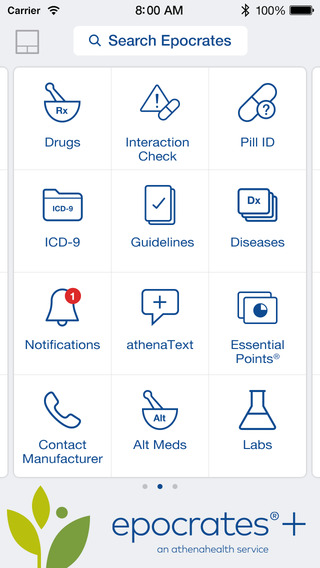 Carrier 8:00 AM 100%
Search Epocrates
Rx
?
Drugs
Interaction
Check
Pill ID
ICD-9
Dx
ICD-9
Guidelines
Diseases
1
Notifications
athenaText
Essential
Points®
Alt
Contact
Manufacturer
Alt Meds
Labs
epocrates®+
an athenahealth service